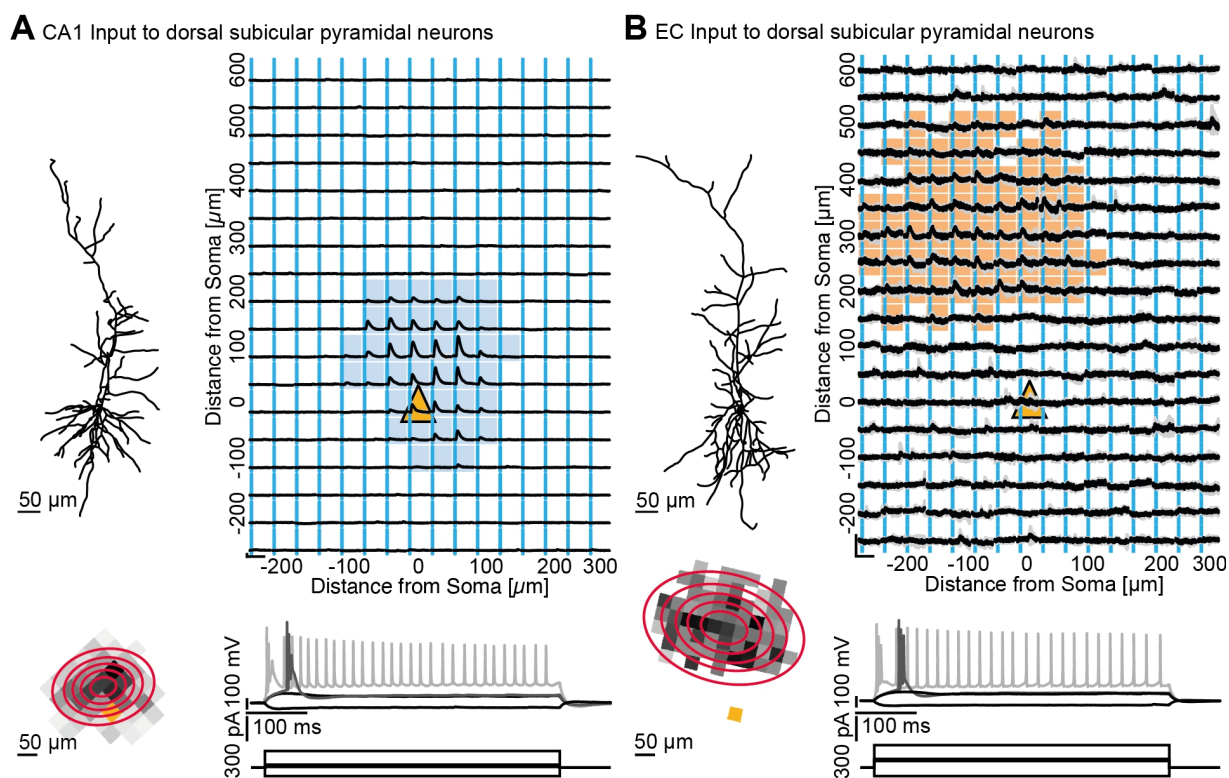 A CA1 Input to dorsal subicular pyramidal neurons
600
500
400
300
200
100
0
-100
-200
Distance from Soma [µm]
50 µm
-200 -100 0 100 200 300
Distance from Soma [µm]
50 µm
100 mV
100 ms
300 pA
B EC Input to dorsal subicular pyramidal neurons
600
500
400
300
200
100
0
-100
-200
Distance from Soma [µm]
50 µm
-200 -100 0 100 200 300
Distance from Soma [µm]
50 µm
100 mV
100 ms
300 pA